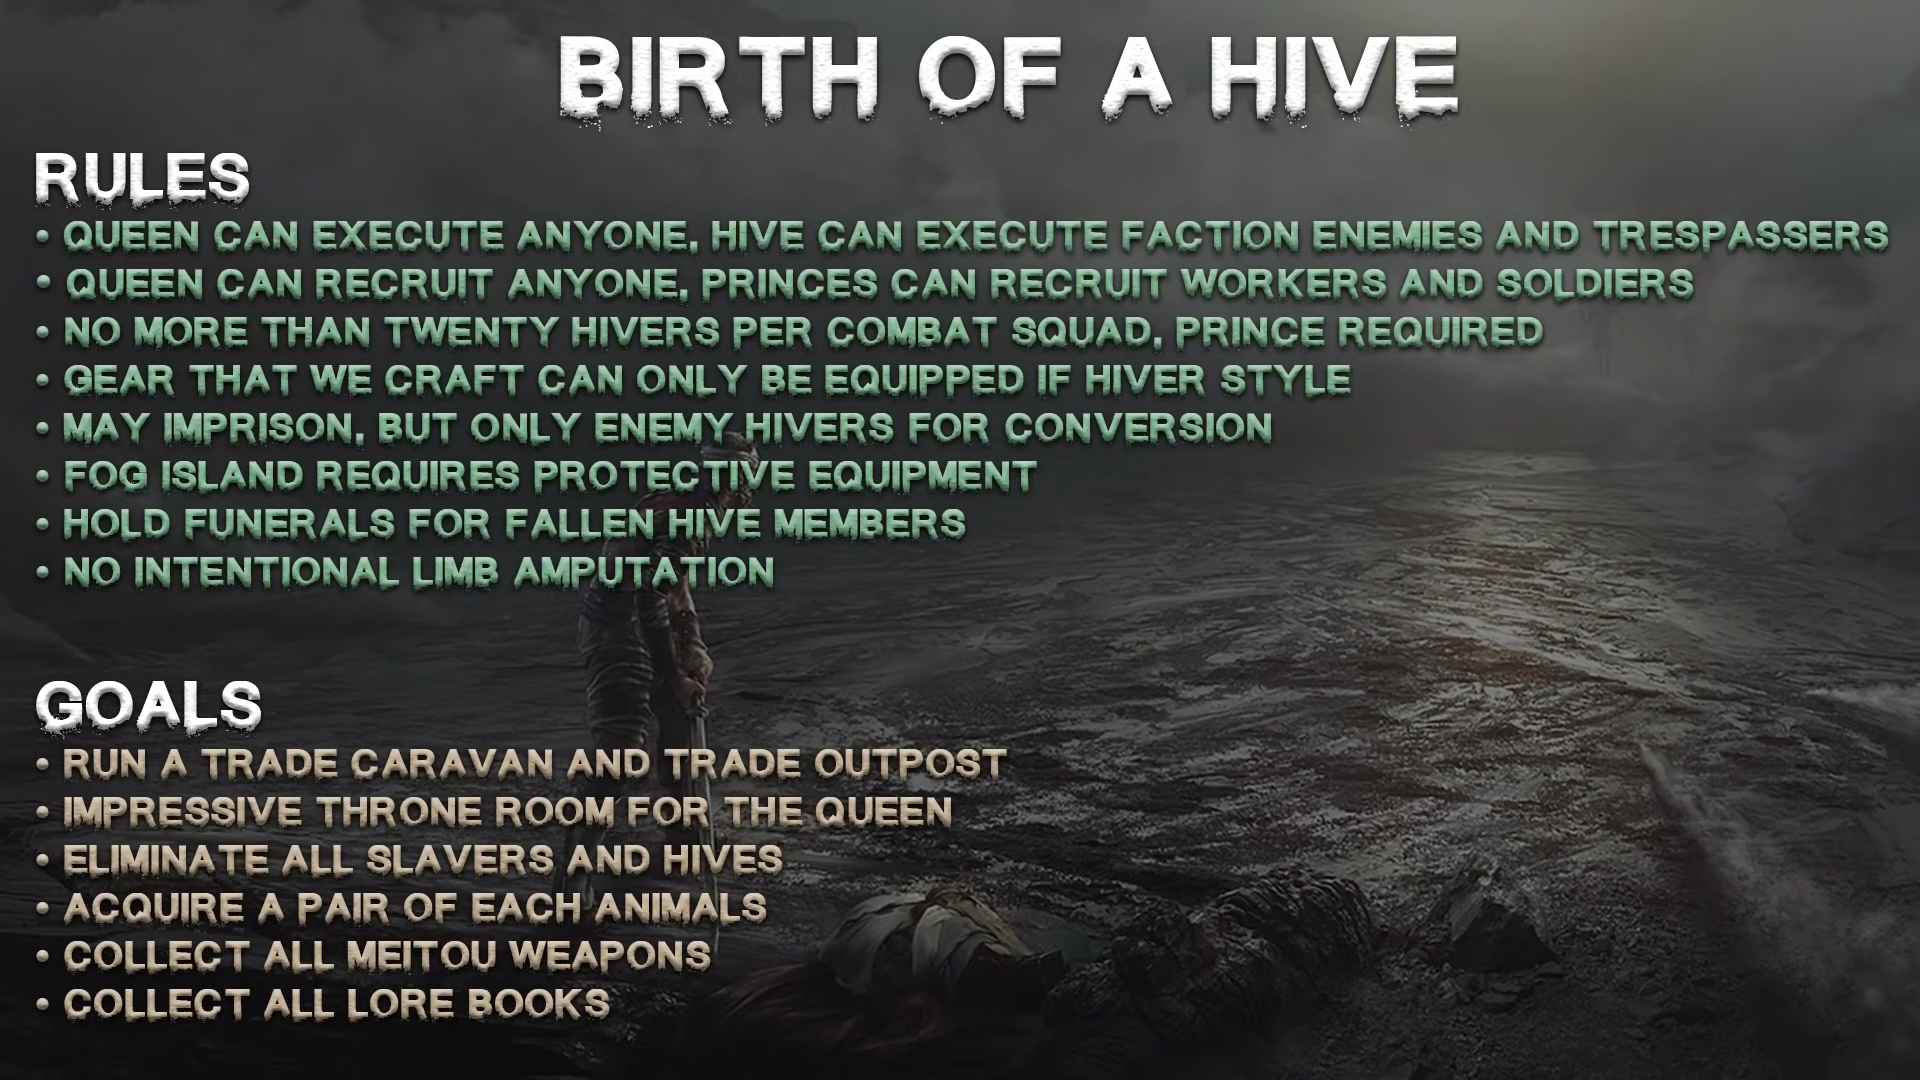 BIRTH OF A HIVE
RULES
• QUEEN CAN EXECUTE ANYONE, HIVE CAN EXECUTE FACTION ENEMIES AND TRESPASSERS
• QUEEN CAN RECRUIT ANYONE, PRINCES CAN RECRUIT WORKERS AND SOLDIERS
• NO MORE THAN TWENTY HIVERS PER COMBAT SQUAD, PRINCE REQUIRED
• GEAR THAT WE CRAFT CAN ONLY BE EQUIPPED IF HIVER STYLE
• MAY IMPRISON, BUT ONLY ENEMY HIVERS FOR CONVERSION
• FOG ISLAND REQUIRES PROTECTIVE EQUIPMENT
• HOLD FUNERALS FOR FALLEN HIVE MEMBERS
• NO INTENTIONAL LIMB AMPUTATION
GOALS
• RUN A TRADE CARAVAN AND TRADE OUTPOST
• IMPRESSIVE THRONE ROOM FOR THE QUEEN
• ELIMINATE ALL SLAVERS AND HIVES
• ACQUIRE A PAIR OF EACH ANIMALS
• COLLECT ALL MEITOU WEAPONS
• COLLECT ALL LORE BOOKS